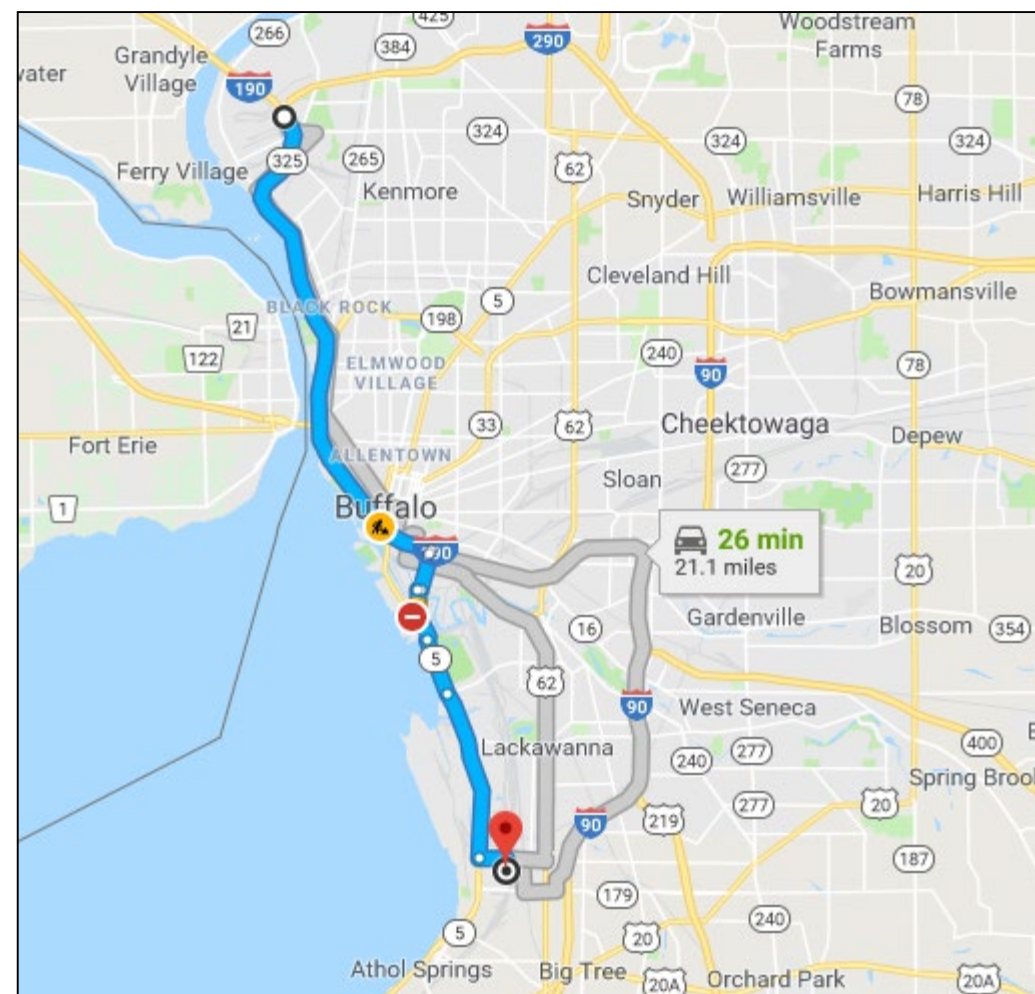 425
Woodstream
Farms
266
384
290
Grandyle
Village
190
78
324
324
324
62
325
265
Ferry Village
Kenmore
Snyder
Williamsville
Harris Hill
Cleveland Hill
Bowmansville
BLACK ROCK
5
198
21
122
ELMWOOD
VILLAGE
240
90
78
33
62
Cheektowaga
Depew
Fort Erie
ALLENTOWN
Sloan
277
1
Buffalo
26 min
21.1 miles
20
16
Gardenville
Blossom
354
5
62
90
West Seneca
Lackawanna
240
277
400
Spring Brook
277
20
90
219
187
179
240
5
20
Athol Springs
Big Tree
20A
Orchard Park
20A